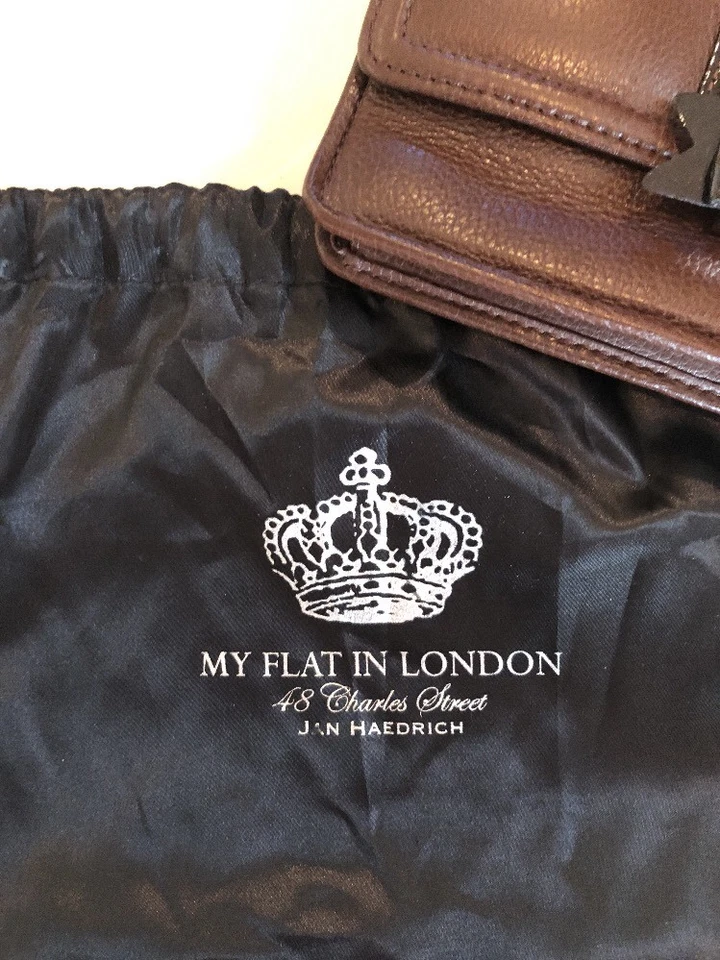 MY FLAT IN LONDON
48 Charles Street
JAN HAEDRICH